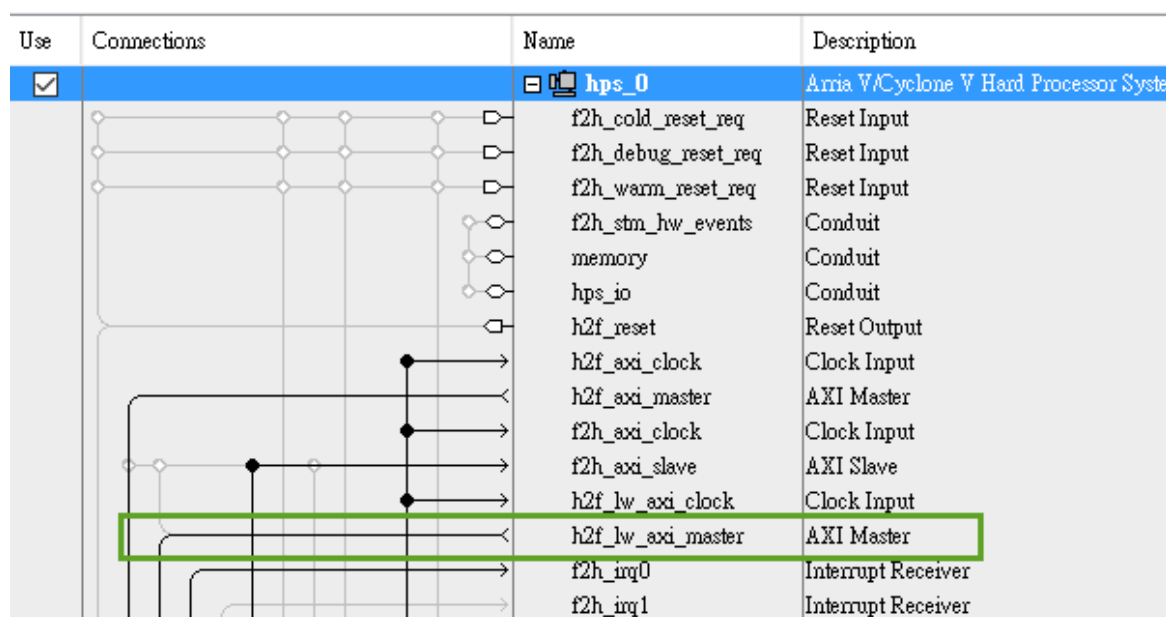 Use Connections Name Description
hps_0 Arria V/Cyclone V Hard Processor Syste
f2h_cold_reset_req Reset Input
f2h_debug_reset_req Reset Input
f2h_warm_reset_req Reset Input
f2h_stm_hw_events Conduit
memory Conduit
hps_io Conduit
h2f_reset Reset Output
h2f_axi_clock Clock Input
h2f_axi_master AXI Master
f2h_axi_clock Clock Input
f2h_axi_slave AXI Slave
h2f_lw_axi_clock Clock Input
h2f_lw_axi_master AXI Master
f2h_irq0 Interrupt Receiver
f2h_irq1 Interrupt Receiver